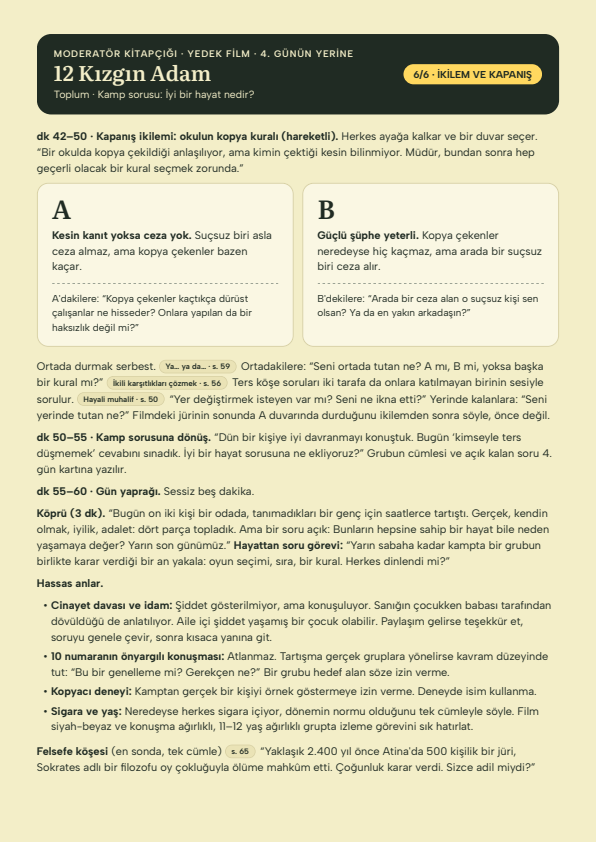 MODERATÖR KİTAPÇIĞI · YEDEK FİLM · 4. GÜNÜN YERİNE
12 Kızgın Adam
Toplum · Kamp sorusu: İyi bir hayat nedir?
6/6 · İKİLEM VE KAPANIŞ
dk 42–50 · Kapanış ikilemi: okulun kopya kuralı (hareketli). Herkes ayağa kalkar ve bir duvar seçer.
“Bir okulda kopya çekildiği anlaşılıyor, ama kimin çektiği kesin bilinmiyor. Müdür, bundan sonra hep
geçerli olacak bir kural seçmek zorunda.”
A
Kesin kanıt yoksa ceza yok. Suçsuz biri asla
ceza almaz, ama kopya çekenler bazen
kaçar.
A'dakilere: “Kopya çekenler kaçtıkça dürüst
çalışanlar ne hisseder? Onlara yapılan da bir
haksızlık değil mi?”
B
Güçlü şüphe yeterli. Kopya çekenler
neredeyse hiç kaçmaz, ama arada bir suçsuz
biri ceza alır.
B'dekilere: “Arada bir ceza alan o suçsuz kişi sen
olsan? Ya da en yakın arkadaşın?”
Ortada durmak serbest. Ya… ya da… · s. 59 Ortadakilere: “Seni ortada tutan ne? A mı, B mi, yoksa başka
bir kural mı?” İkili karşıtlıkları çözmek · s. 56 Ters köşe soruları iki tarafa da onlara katılmayan birinin sesiyle
sorulur. Hayali muhalif · s. 50 “Yer değiştirmek isteyen var mı? Seni ne ikna etti?” Yerinde kalanlara: “Seni
yerinde tutan ne?” Filmdeki jürinin sonunda A duvarında durduğunu ikilemden sonra söyle, önce değil.
dk 50–55 · Kamp sorusuna dönüş. “Dün bir kişiye iyi davranmayı konuştuk. Bugün ‘kimseyle ters
düşmemek’ cevabını sınadık. İyi bir hayat sorusuna ne ekliyoruz?” Grubun cümlesi ve açık kalan soru 4.
gün kartına yazılır.
dk 55–60 · Gün yaprağı. Sessiz beş dakika.
Köprü (3 dk). “Bugün on iki kişi bir odada, tanımadıkları bir genç için saatlerce tartıştı. Gerçek, kendin
olmak, iyilik, adalet: dört parça topladık. Ama bir soru açık: Bunların hepsine sahip bir hayat bile neden
yaşamaya değer? Yarın son günümüz.” Hayattan soru görevi: “Yarın sabaha kadar kampta bir grubun
birlikte karar verdiği bir an yakala: oyun seçimi, sıra, bir kural. Herkes dinlendi mi?”
Hassas anlar.
• Cinayet davası ve idam: Şiddet gösterilmiyor, ama konuşuluyor. Sanığın çocukken babası tarafından
dövüldüğü de anlatılıyor. Aile içi şiddet yaşamış bir çocuk olabilir. Paylaşım gelirse teşekkür et,
soruyu genele çevir, sonra kısaca yanına git.
• 10 numaranın önyargılı konuşması: Atlanmaz. Tartışma gerçek gruplara yönelirse kavram düzeyinde
tut: “Bu bir genelleme mi? Gerekçen ne?” Bir grubu hedef alan söze izin verme.
• Kopyacı deneyi: Kamptan gerçek bir kişiyi örnek göstermeye izin verme. Deneyde isim kullanma.
• Sigara ve yaş: Neredeyse herkes sigara içiyor, dönemin normu olduğunu tek cümleyle söyle. Film
siyah-beyaz ve konuşma ağırlıklı, 11–12 yaş ağırlıklı grupta izleme görevini sık hatırlat.
Felsefe köşesi (en sonda, tek cümle) s. 65 “Yaklaşık 2.400 yıl önce Atina'da 500 kişilik bir jüri,
Sokrates adlı bir filozofu oy çokluğuyla ölüme mahkûm etti. Çoğunluk karar verdi. Sizce adil miydi?”